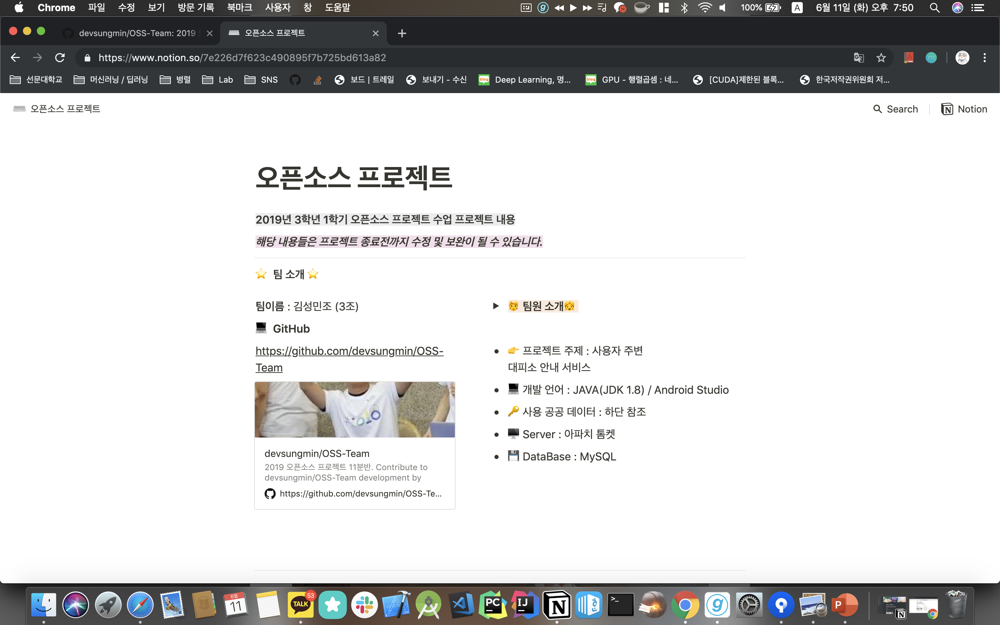 Chrome 파일 수정 보기 방문 기록 북마크 사용자 창 도움말 100% A 6월 11일 (화) 오후 7:50
devsungmin/OSS-Team: 2019 오픈소스 프로젝트
https://www.notion.so/7e226d7f623c490895f7b725bd613a82
선문대학교 머신러닝 / 딥러닝 병렬 Lab SNS 보드 | 트레일 보내기 - 수신 Deep Learning, 명... GPU - 행렬곱셈 : 네... [CUDA]제한된 블록... 한국저작권위원회 저...
오픈소스 프로젝트 Search Notion
오픈소스 프로젝트
2019년 3학년 1학기 오픈소스 프로젝트 수업 프로젝트 내용
해당 내용들은 프로젝트 종료전까지 수정 및 보완이 될 수 있습니다.
⭐ 팀 소개⭐
팀이름 : 김성민조 (3조)
GitHub
https://github.com/devsungmin/OSS-
Team
devsungmin/OSS-Team
2019 오픈소스 프로젝트 11분반. Contribute to
devsungmin/OSS-Team development by
https://github.com/devsungmin/OSS-Te...
팀원 소개
프로젝트 주제 : 사용자 주변
대피소 안내 서비스
개발 언어 : JAVA(JDK 1.8) / Android Studio
사용 공공 데이터 : 하단 참조
Server : 아파치 톰켓
DataBase : MySQL
6월
11
TALK
53
PC
IJ
N
P